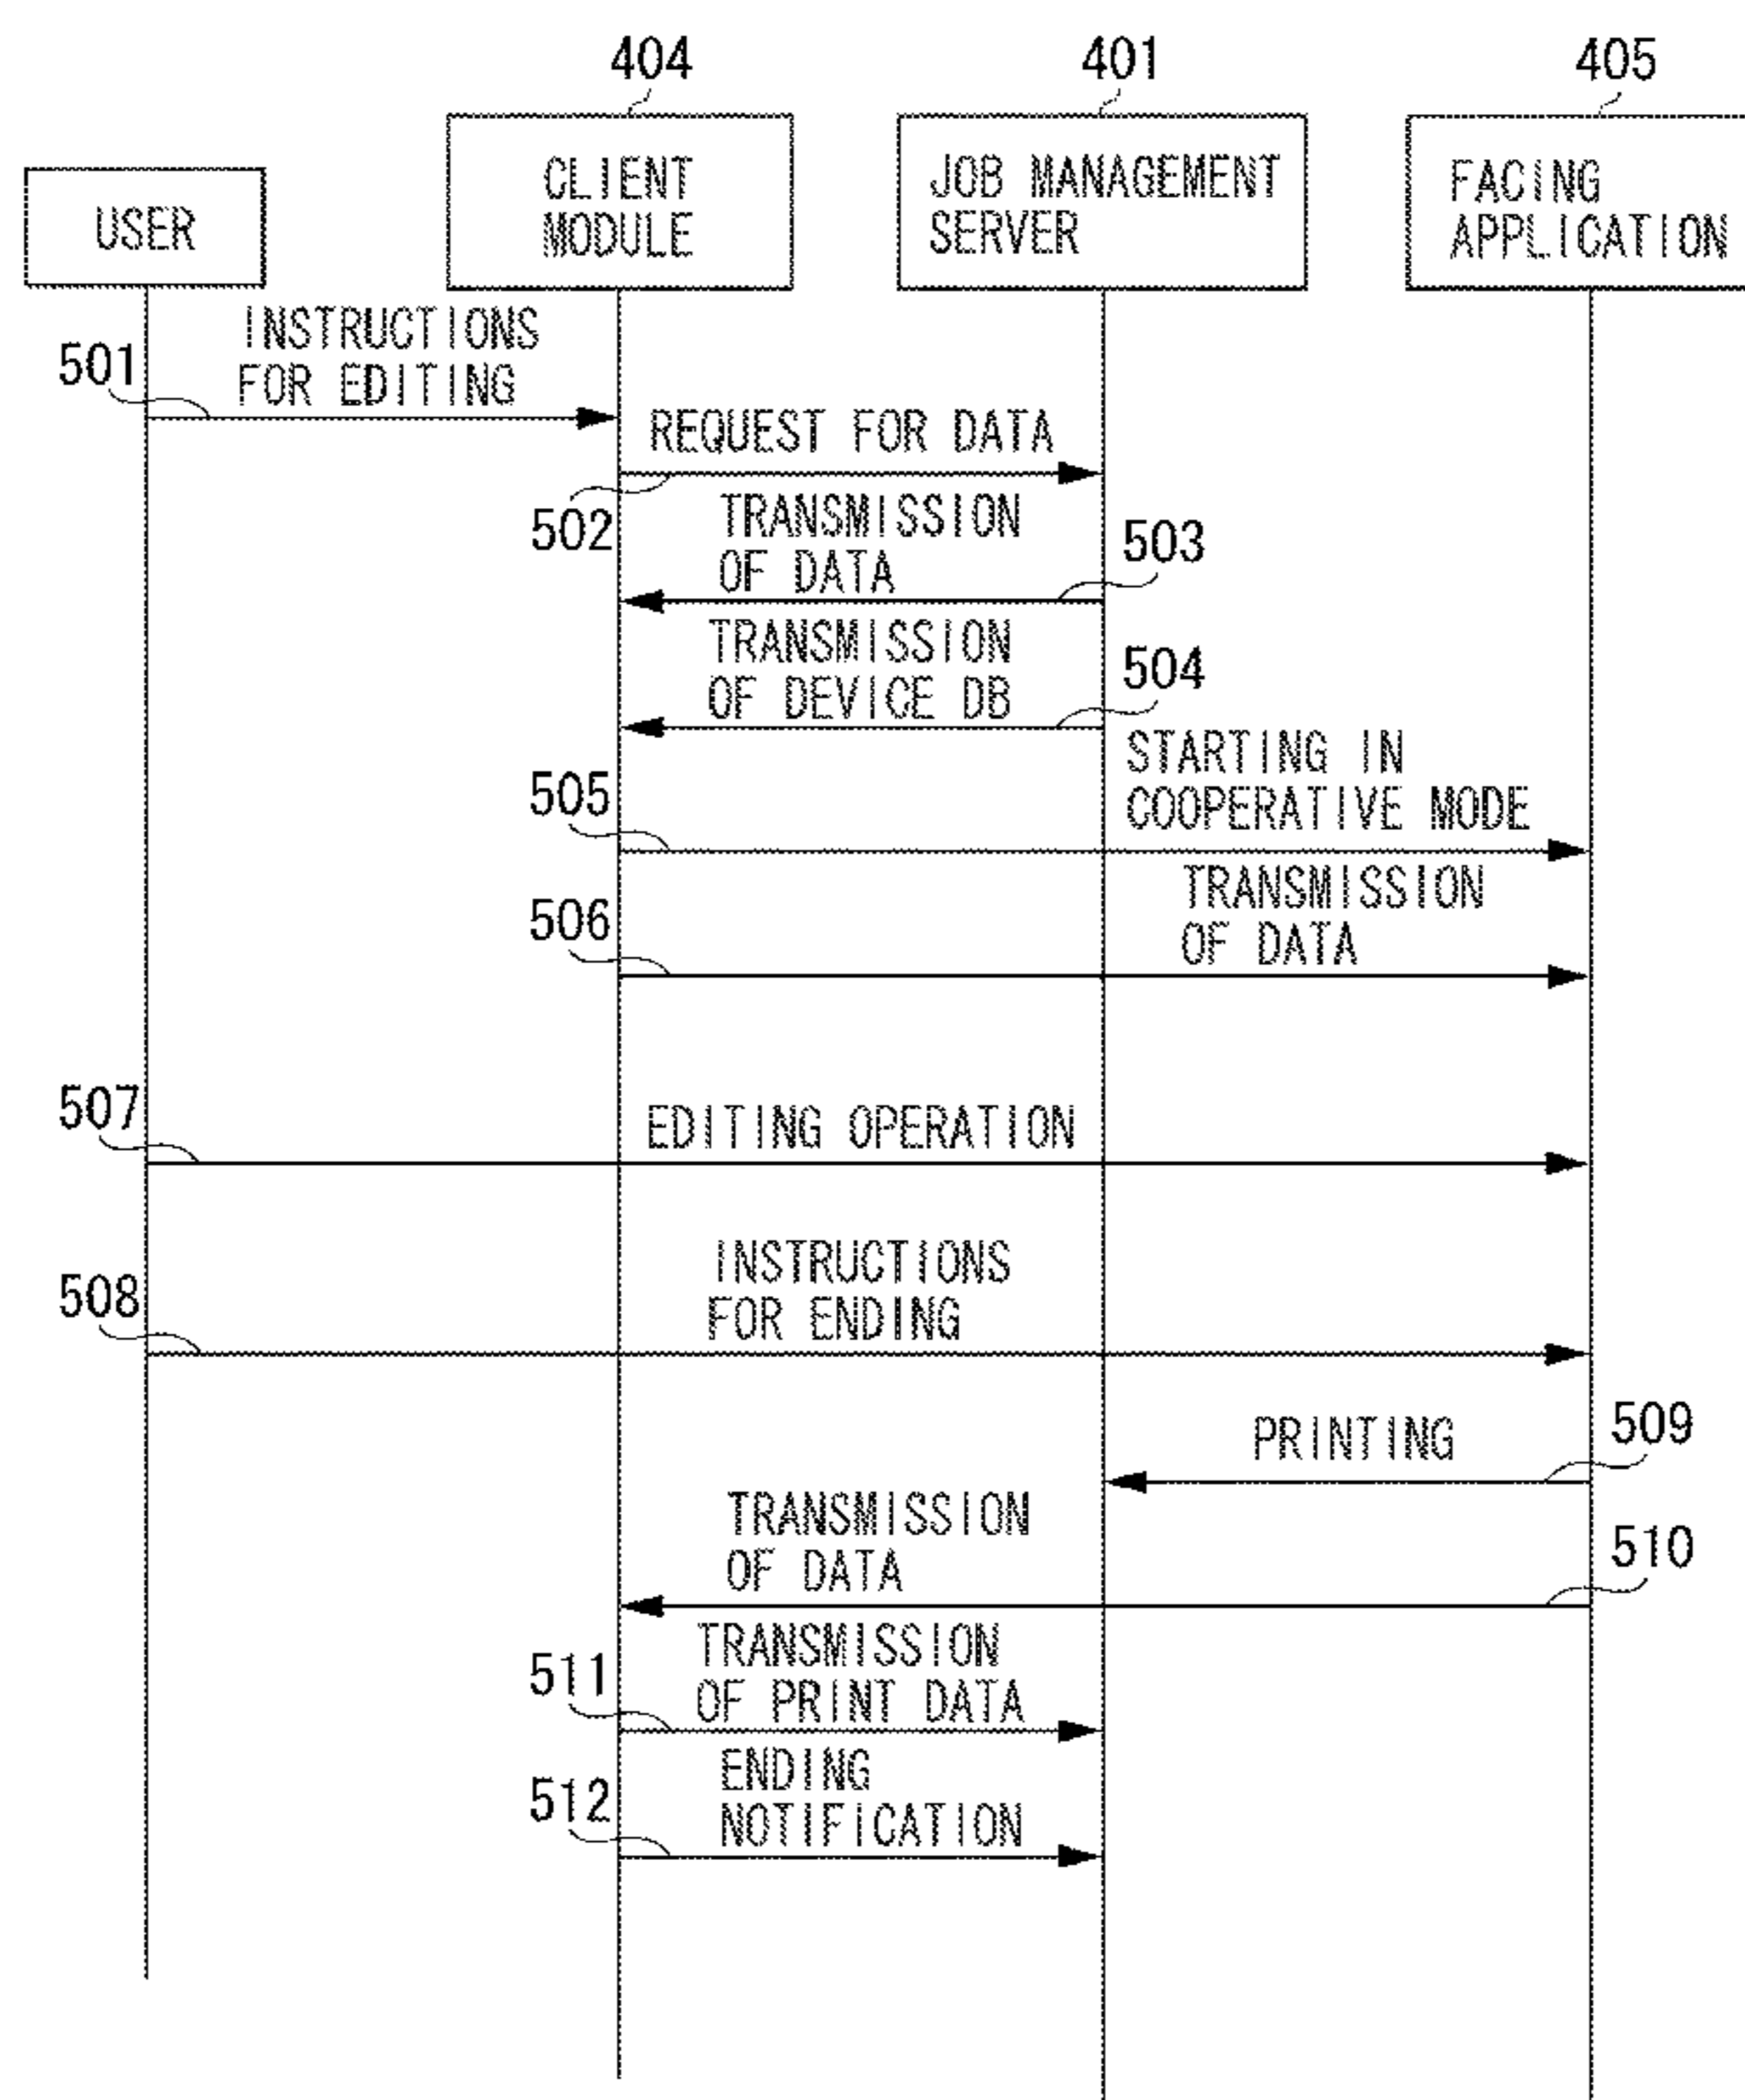 404
401
405
USER
CLIENT
MODULE
JOB MANAGEMENT
SERVER
FACING
APPLICATION
501
INSTRUCTIONS
FOR EDITING
REQUEST FOR DATA
502
TRANSMISSION
OF DATA
503
TRANSMISSION
OF DEVICE DB
504
505
STARTING IN
COOPERATIVE MODE
506
TRANSMISSION
OF DATA
507
EDITING OPERATION
508
INSTRUCTIONS
FOR ENDING
PRINTING
509
TRANSMISSION
OF DATA
510
511
TRANSMISSION
OF PRINT DATA
512
ENDING
NOTIFICATION